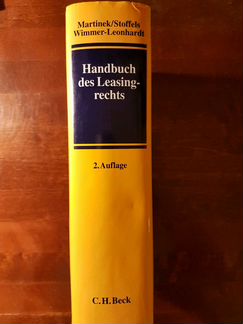 Martinek/Stoffels
Wimmer-Leonhardt
Handbuch
des Leasing-
rechts
2. Auflage
C. H. Beck